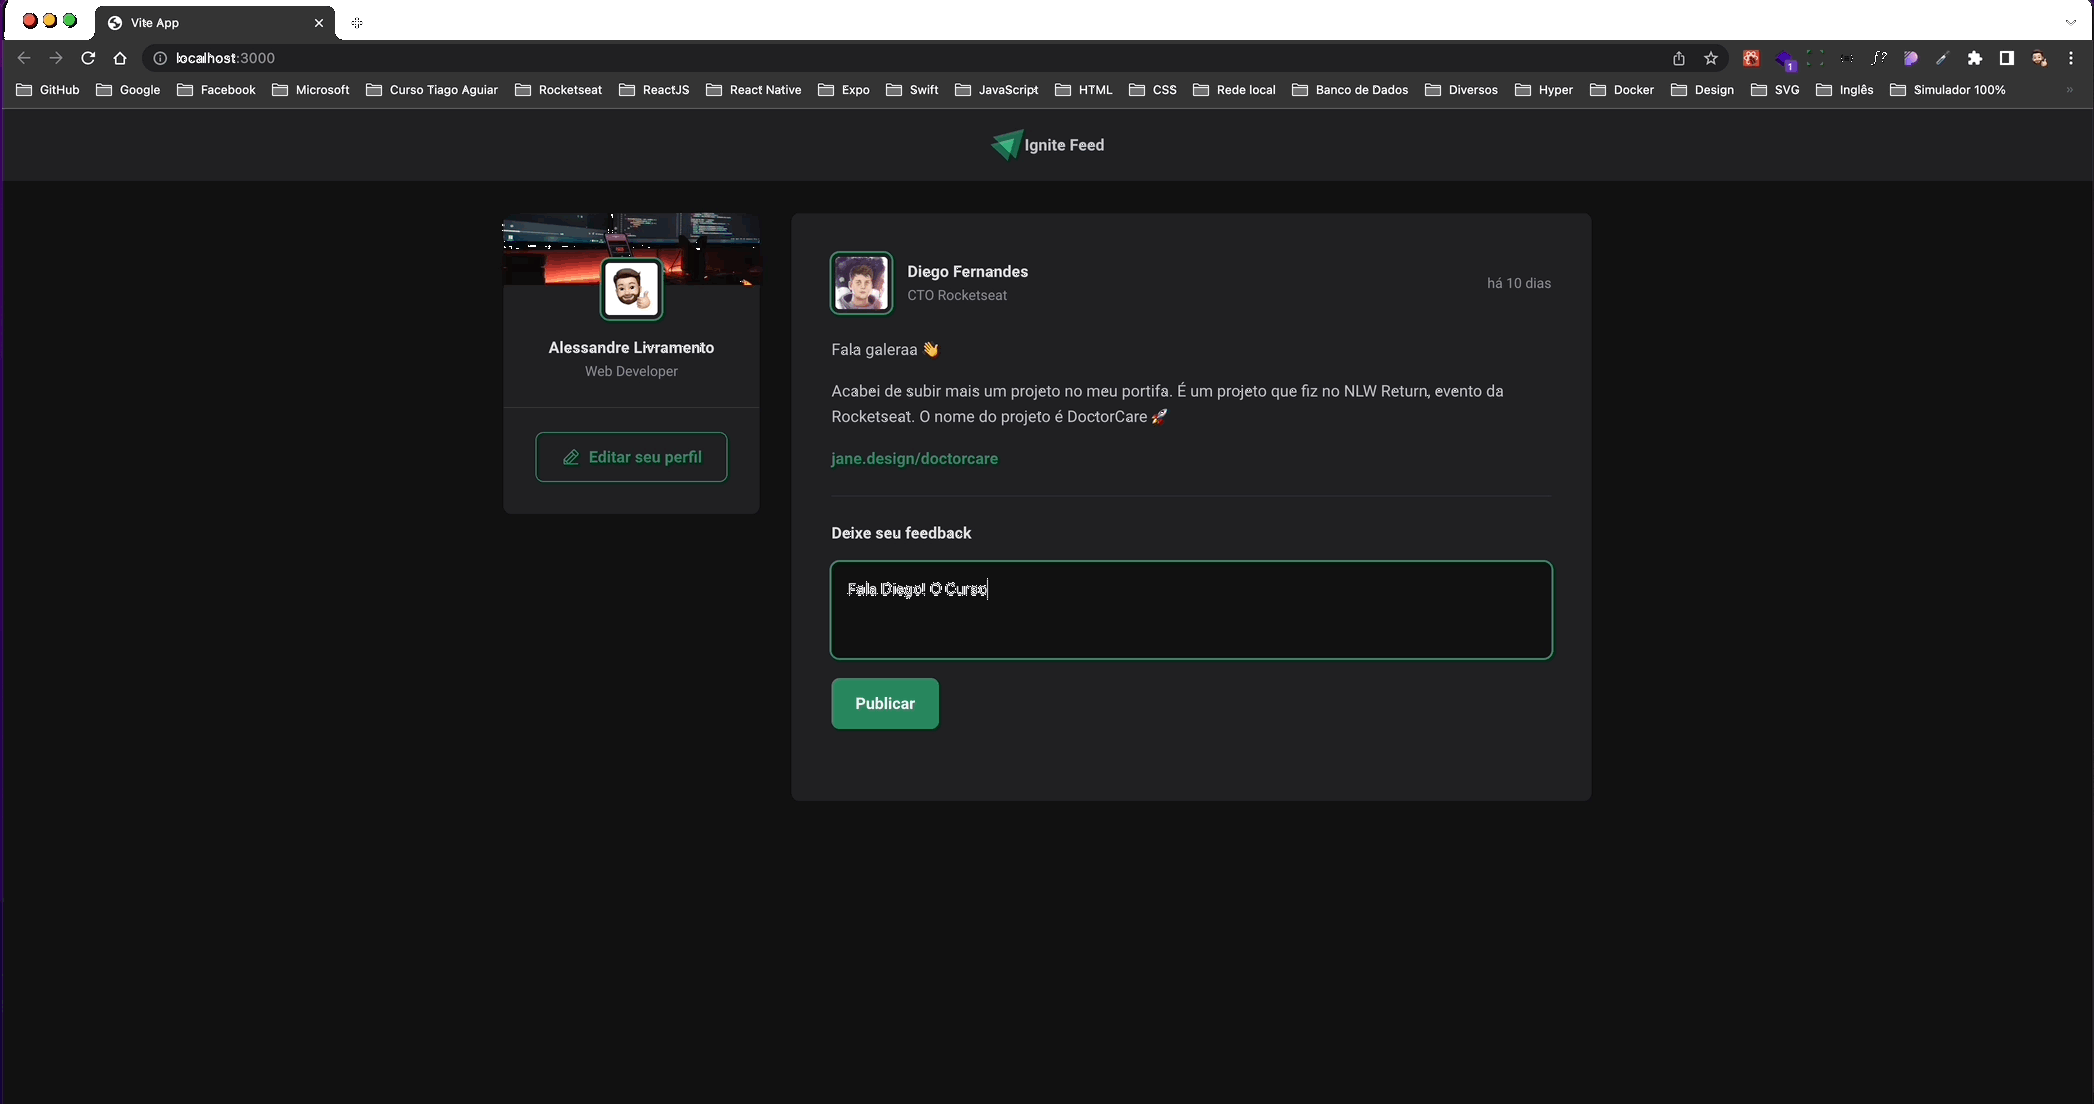 Vite App
localhost:3000
1
GitHub Google Facebook Microsoft Curso Tiago Aguiar Rocketseat ReactJS React Native Expo Swift JavaScript HTML CSS Rede local Banco de Dados Diversos Hyper Docker Design SVG Inglês Simulador 100%
Ignite Feed
Alessandre Livramento
Web Developer
Editar seu perfil
Diego Fernandes
CTO Rocketseat
há 10 dias
Fala galeraa 👋
Acabei de subir mais um projeto no meu portifa. É um projeto que fiz no NLW Return, evento da
Rocketseat. O nome do projeto é DoctorCare 🚀
jane.design/doctorcare
Deixe seu feedback
Fala Diego! O Curso
Publicar